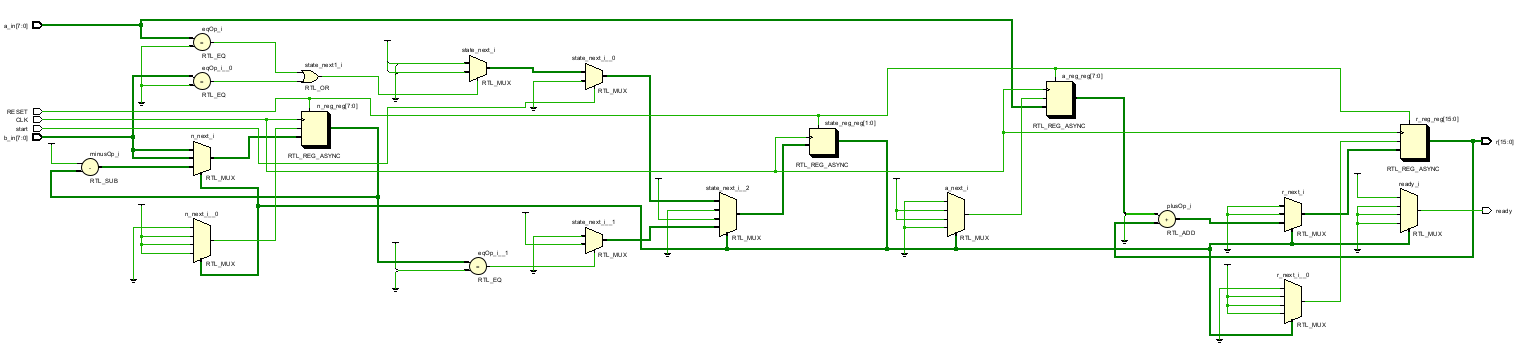 a_in[7:0]
eqOp_i
=
RTL_EQ
eqOp_i__0
=
RTL_EQ
state_next1_i
RTL_OR
state_next_i
RTL_MUX
state_next_i__0
RTL_MUX
a_reg_reg[7:0]
RTL_REG_ASYNC
RESET
CLK
start
b_in[7:0]
n_reg_reg[7:0]
RTL_REG_ASYNC
n_next_i
RTL_MUX
minusOp_i
-
RTL_SUB
state_reg_reg[1:0]
RTL_REG_ASYNC
r_reg_reg[15:0]
RTL_REG_ASYNC
r[15:0]
state_next_i__2
RTL_MUX
a_next_i
RTL_MUX
r_next_i
RTL_MUX
ready_i
RTL_MUX
ready
plusOp_i
+
RTL_ADD
n_next_i__0
RTL_MUX
state_next_i__1
RTL_MUX
eqOp_i__1
=
RTL_EQ
r_next_i__0
RTL_MUX